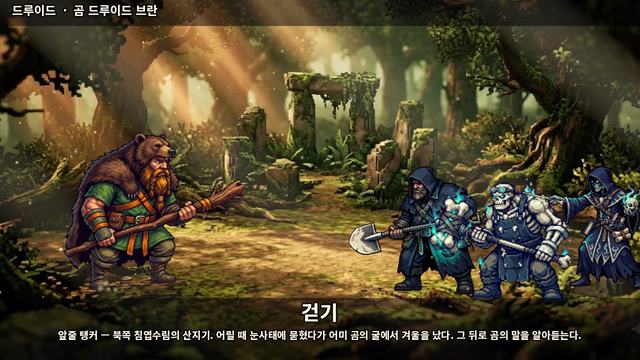 드루이드 · 곰 드루이드 브란
걷기
앞줄 탱커 — 북쪽 침엽수림의 산지기. 어릴 때 눈사태에 묻혔다가 어미 곰의 굴에서 겨울을 났다. 그 뒤로 곰의 말을 알아듣는다.